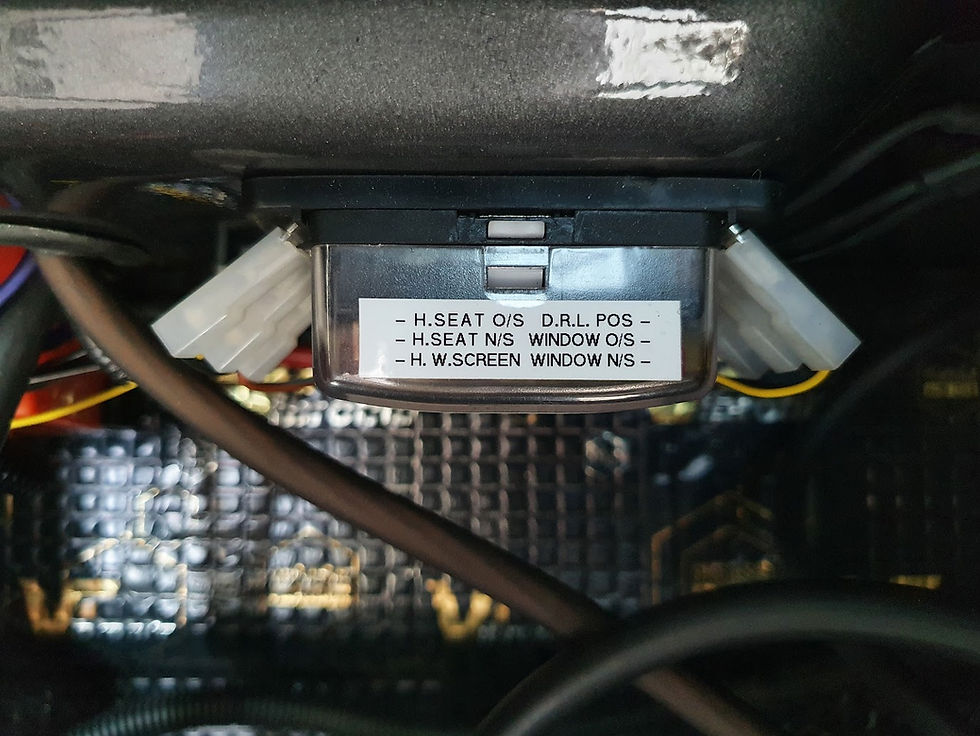 – H.SEAT O/S D.R.L. POS –
– H.SEAT N/S WINDOW O/S –
– H. W.SCREEN WINDOW N/S –